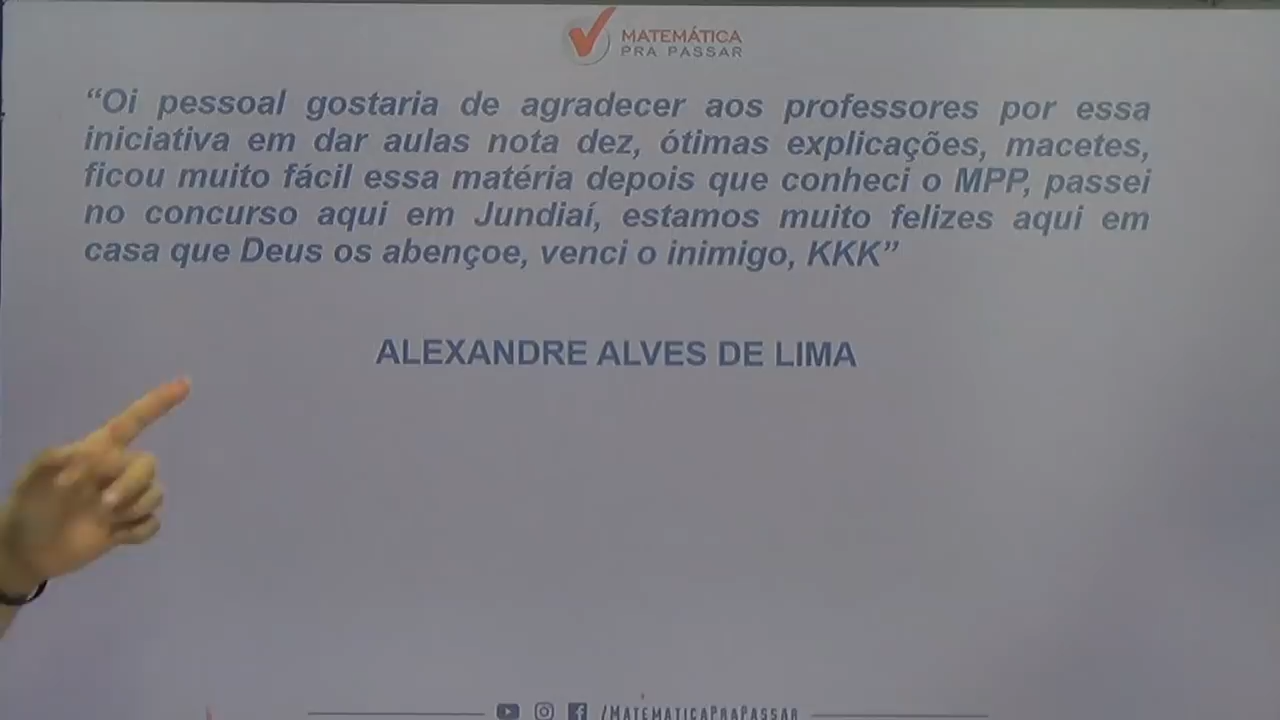 MATEMÁTICA
PRA PASSAR
“Oi pessoal gostaria de agradecer aos professores por essa
iniciativa em dar aulas nota dez, ótimas explicações, macetes,
ficou muito fácil essa matéria depois que conheci o MPP, passei
no concurso aqui em Jundiaí, estamos muito felizes aqui em
casa que Deus os abençoe, venci o inimigo, KKK”
ALEXANDRE ALVES DE LIMA
/MATEMATICAPRAPASSAR